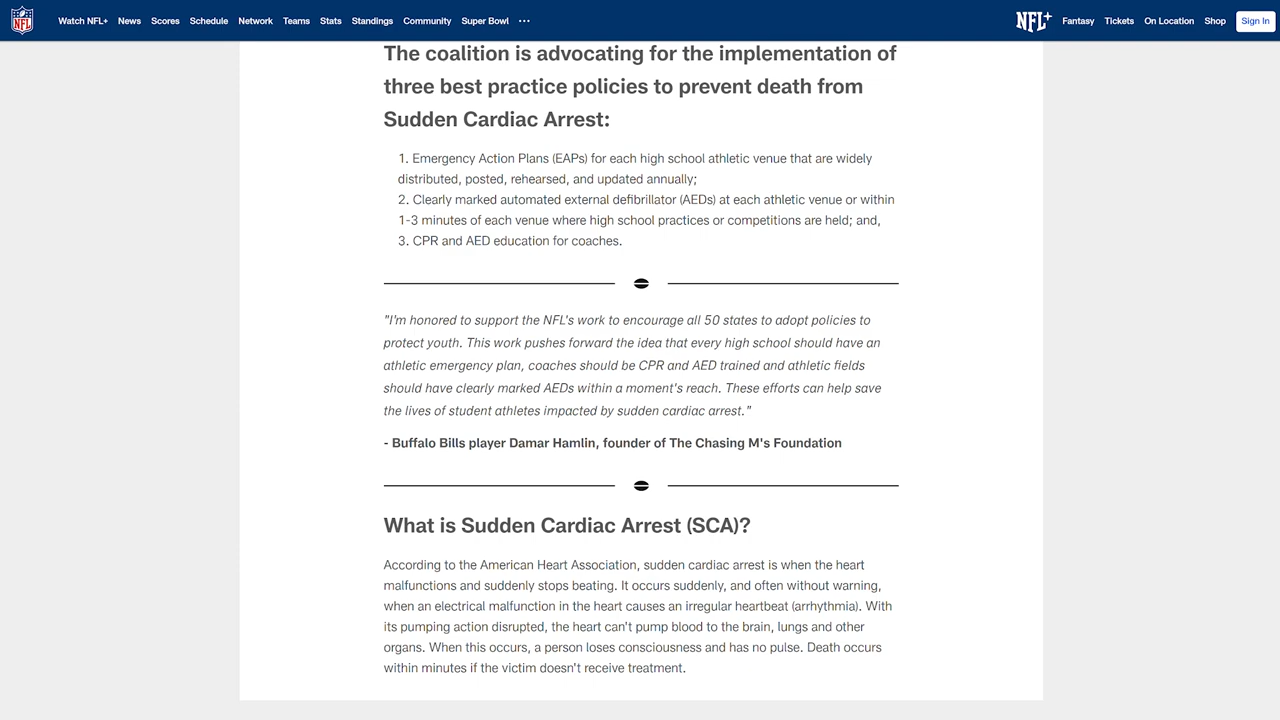 NFL
Watch NFL+ News Scores Schedule Network Teams Stats Standings Community Super Bowl ••• NFL+ Fantasy Tickets On Location Shop Sign In
The coalition is advocating for the implementation of
three best practice policies to prevent death from
Sudden Cardiac Arrest:
1. Emergency Action Plans (EAPs) for each high school athletic venue that are widely
distributed, posted, rehearsed, and updated annually;
2. Clearly marked automated external defibrillator (AEDs) at each athletic venue or within
1-3 minutes of each venue where high school practices or competitions are held; and,
3. CPR and AED education for coaches.
"I'm honored to support the NFL's work to encourage all 50 states to adopt policies to
protect youth. This work pushes forward the idea that every high school should have an
athletic emergency plan, coaches should be CPR and AED trained and athletic fields
should have clearly marked AEDs within a moment's reach. These efforts can help save
the lives of student athletes impacted by sudden cardiac arrest."
- Buffalo Bills player Damar Hamlin, founder of The Chasing M's Foundation
What is Sudden Cardiac Arrest (SCA)?
According to the American Heart Association, sudden cardiac arrest is when the heart
malfunctions and suddenly stops beating. It occurs suddenly, and often without warning,
when an electrical malfunction in the heart causes an irregular heartbeat (arrhythmia). With
its pumping action disrupted, the heart can't pump blood to the brain, lungs and other
organs. When this occurs, a person loses consciousness and has no pulse. Death occurs
within minutes if the victim doesn't receive treatment.